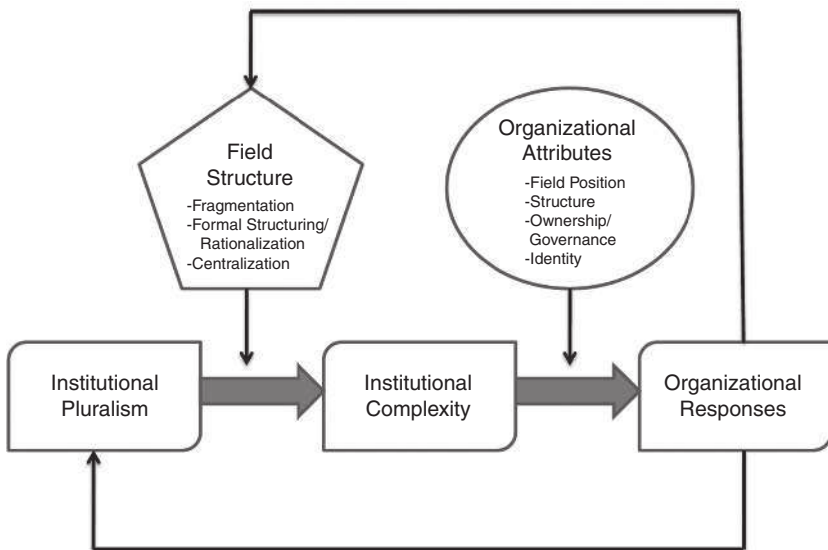 Field
Structure
-Fragmentation
-Formal Structuring/
Rationalization
-Centralization
Organizational
Attributes
-Field Position
-Structure
-Ownership/
Governance
-Identity
Institutional
Pluralism
Institutional
Complexity
Organizational
Responses